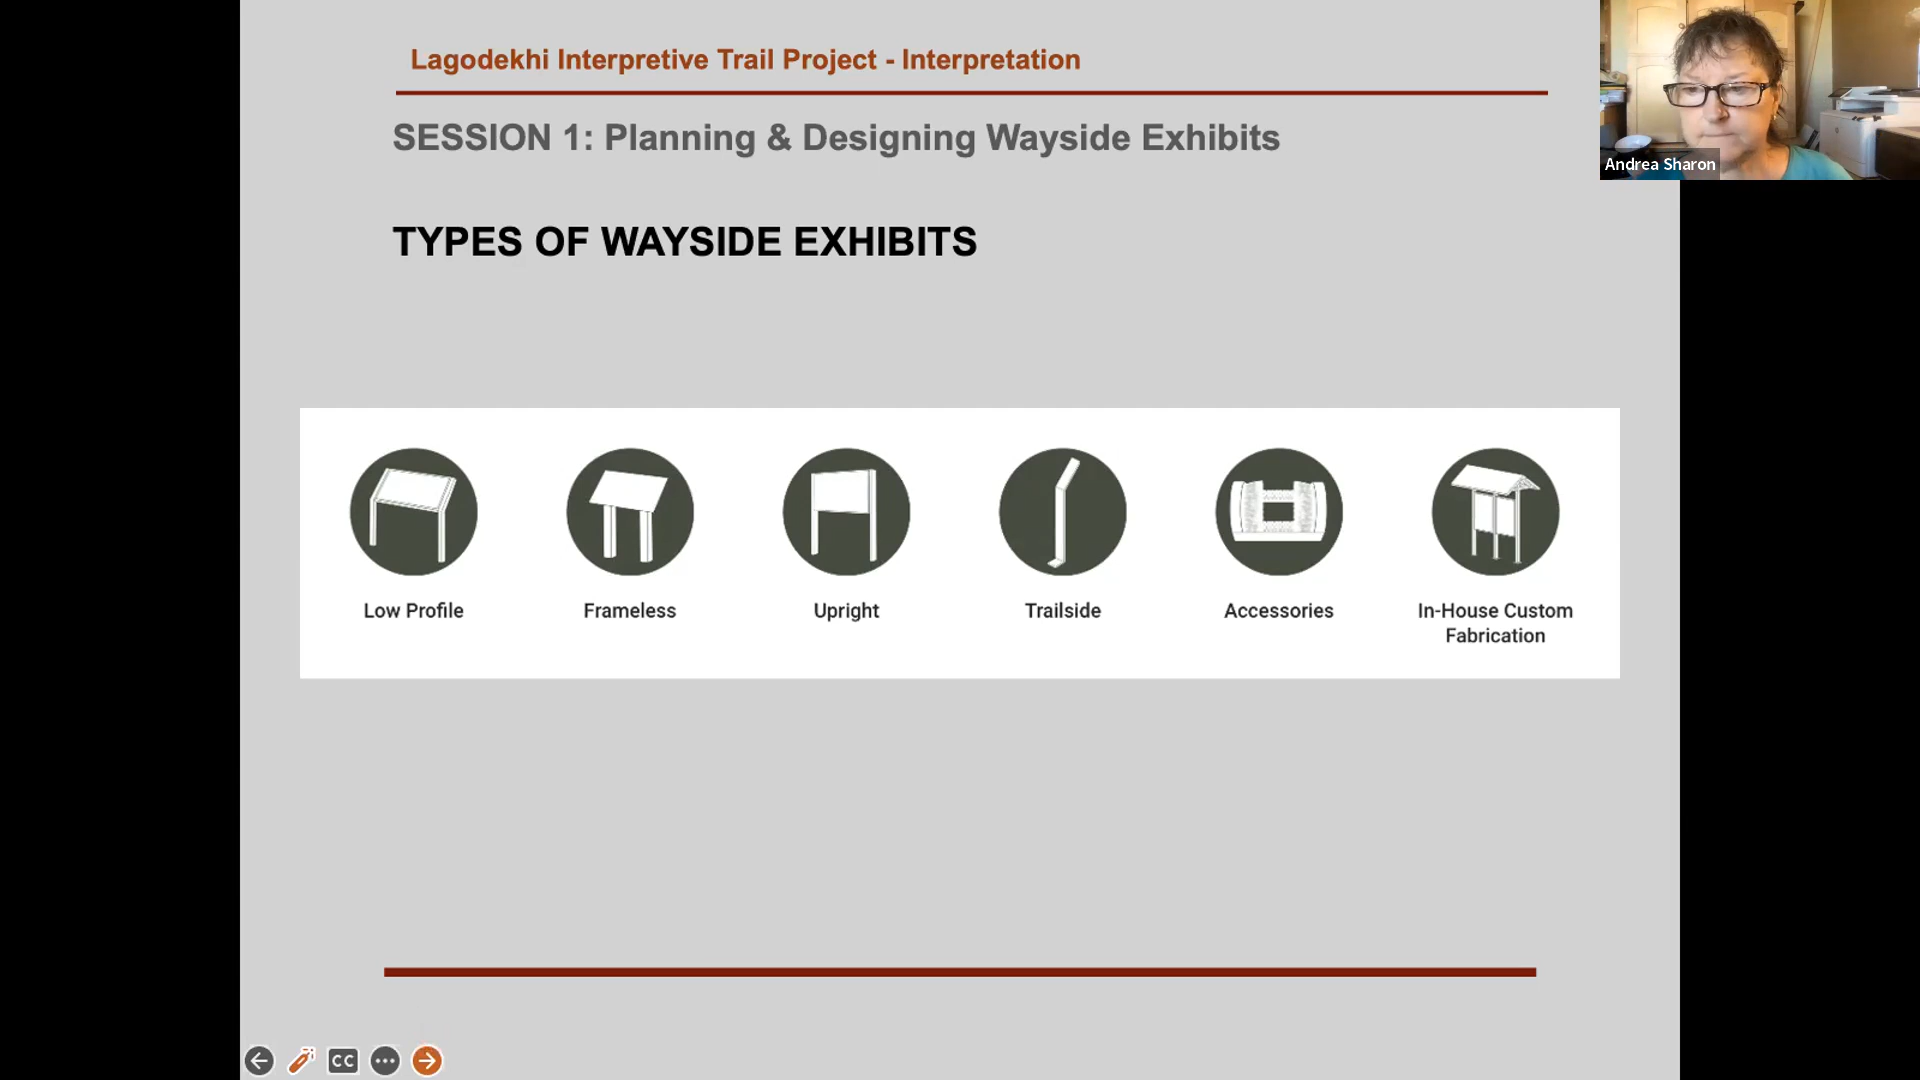 Lagodekhi Interpretive Trail Project - Interpretation
SESSION 1: Planning & Designing Wayside Exhibits
TYPES OF WAYSIDE EXHIBITS
Low Profile
Frameless
Upright
Trailside
Accessories
In-House Custom
Fabrication
Andrea Sharon
CC